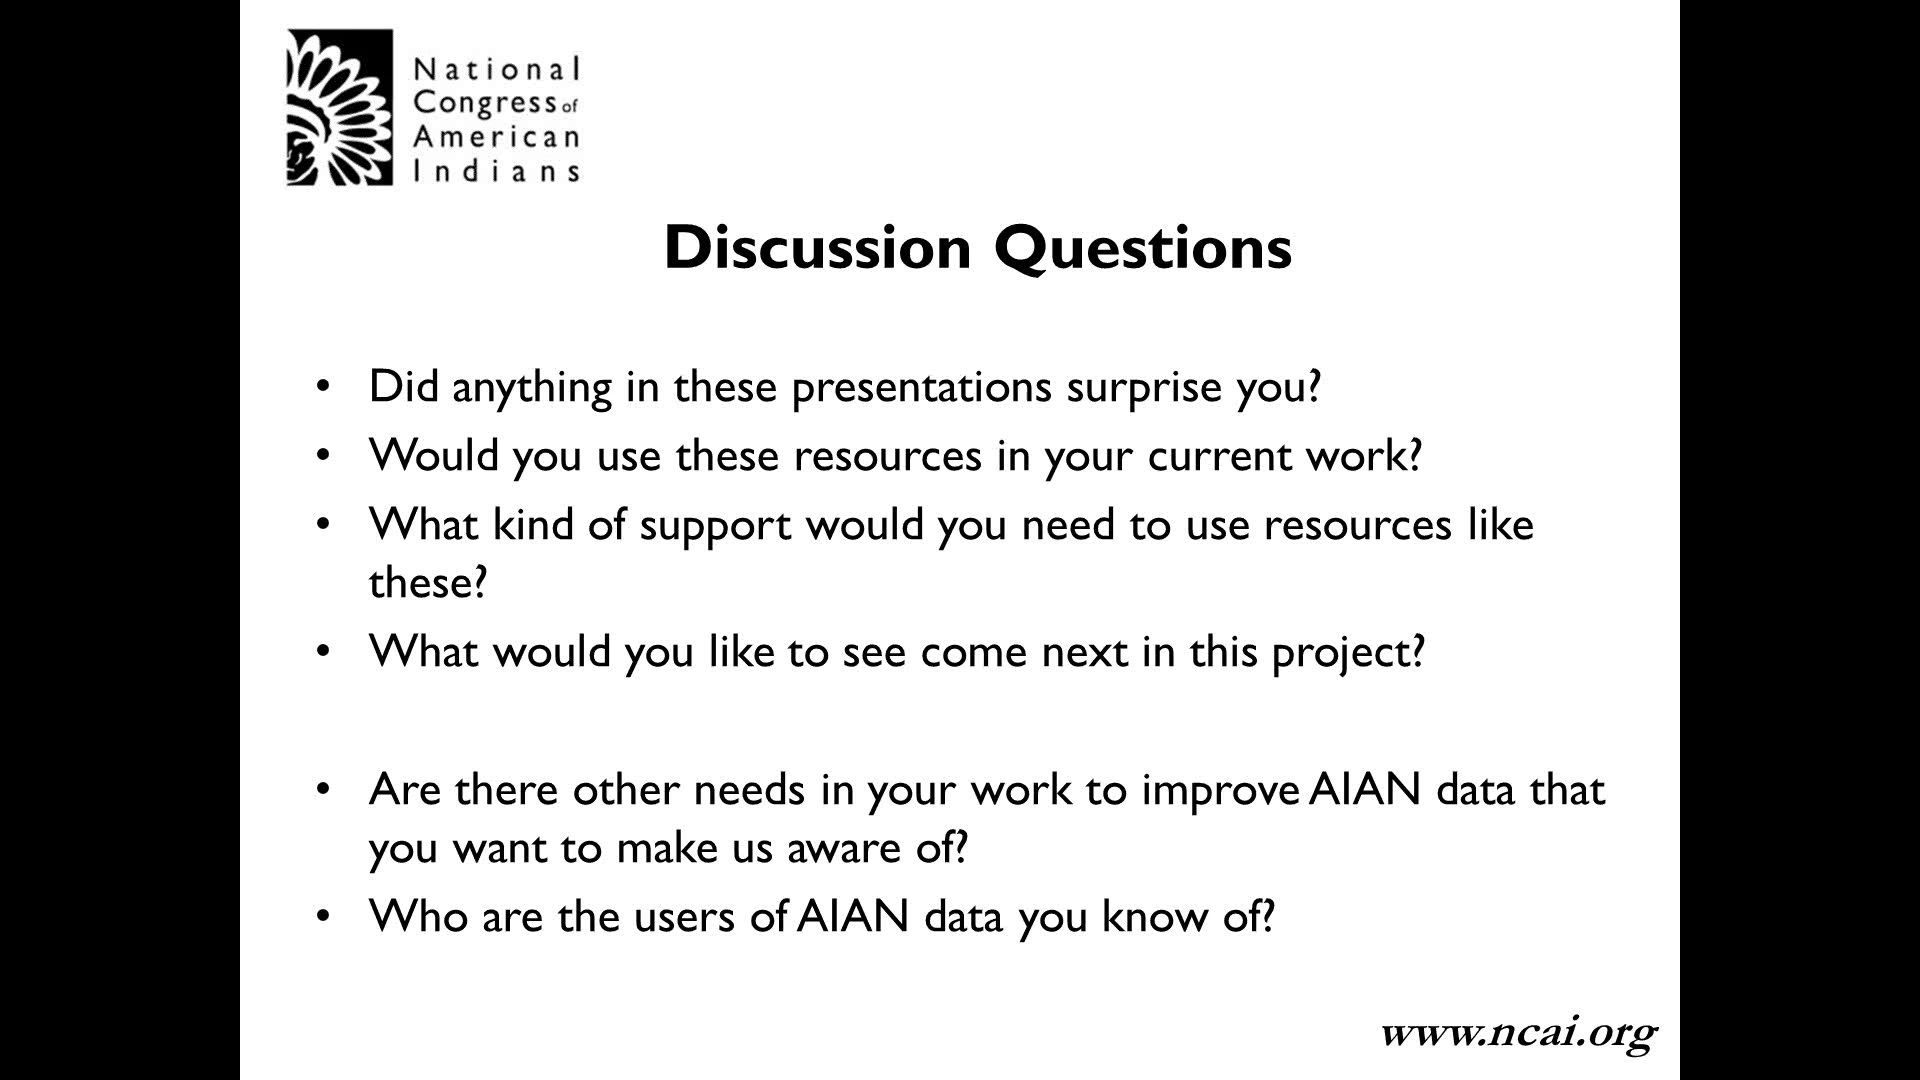 National
Congress of
American
Indians
Discussion Questions
• Did anything in these presentations surprise you?
• Would you use these resources in your current work?
• What kind of support would you need to use resources like
these?
• What would you like to see come next in this project?
• Are there other needs in your work to improve AIAN data that
you want to make us aware of?
• Who are the users of AIAN data you know of?
www.ncai.org